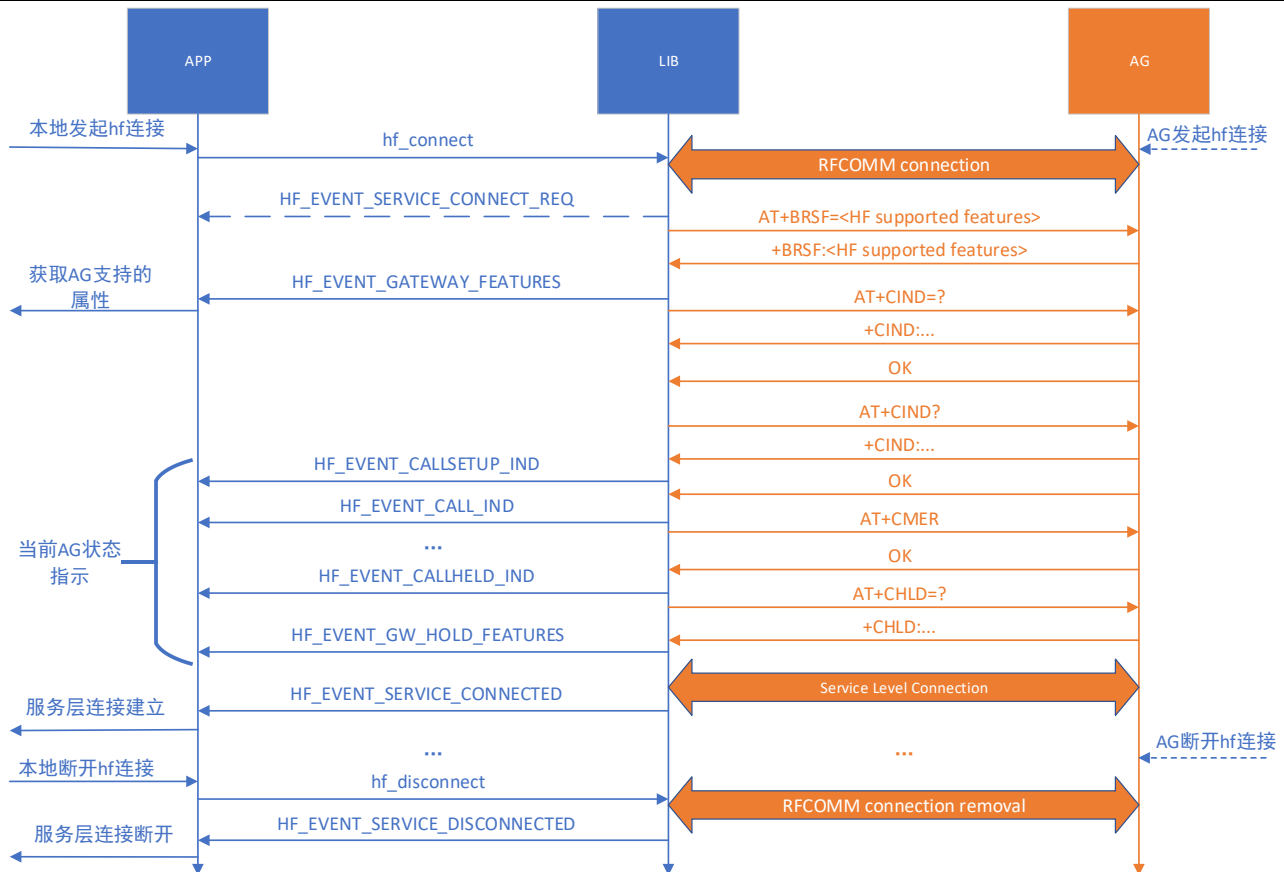 APP
LIB
AG
本地发起hf连接
hf_connect
AG发起hf连接
RFCOMM connection
HF_EVENT_SERVICE_CONNECT_REQ
AT+BRSF=<HF supported features>
+BRSF:<HF supported features>
获取AG支持的
属性
HF_EVENT_GATEWAY_FEATURES
AT+CIND=?
+CIND:...
OK
AT+CIND?
+CIND:...
HF_EVENT_CALLSETUP_IND
OK
HF_EVENT_CALL_IND
AT+CMER
...
当前AG状态
指示
OK
HF_EVENT_CALLHELD_IND
AT+CHLD=?
+CHLD:...
HF_EVENT_GW_HOLD_FEATURES
Service Level Connection
HF_EVENT_SERVICE_CONNECTED
服务层连接建立
...
...
AG断开hf连接
本地断开hf连接
hf_disconnect
RFCOMM connection removal
HF_EVENT_SERVICE_DISCONNECTED
服务层连接断开